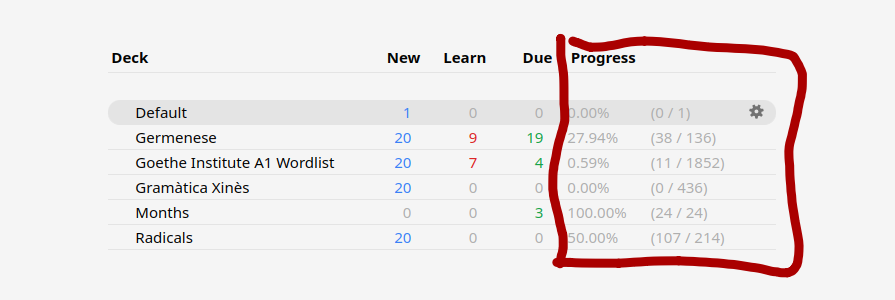 Deck New Learn Due Progress
Default 1 0 0 0.00% (0 / 1)
Germenese 20 9 19 27.94% (38 / 136)
Goethe Institute A1 Wordlist 20 7 4 0.59% (11 / 1852)
Gramàtica Xinès 20 0 0 0.00% (0 / 436)
Months 0 0 3 100.00% (24 / 24)
Radicals 20 0 0 50.00% (107 / 214)